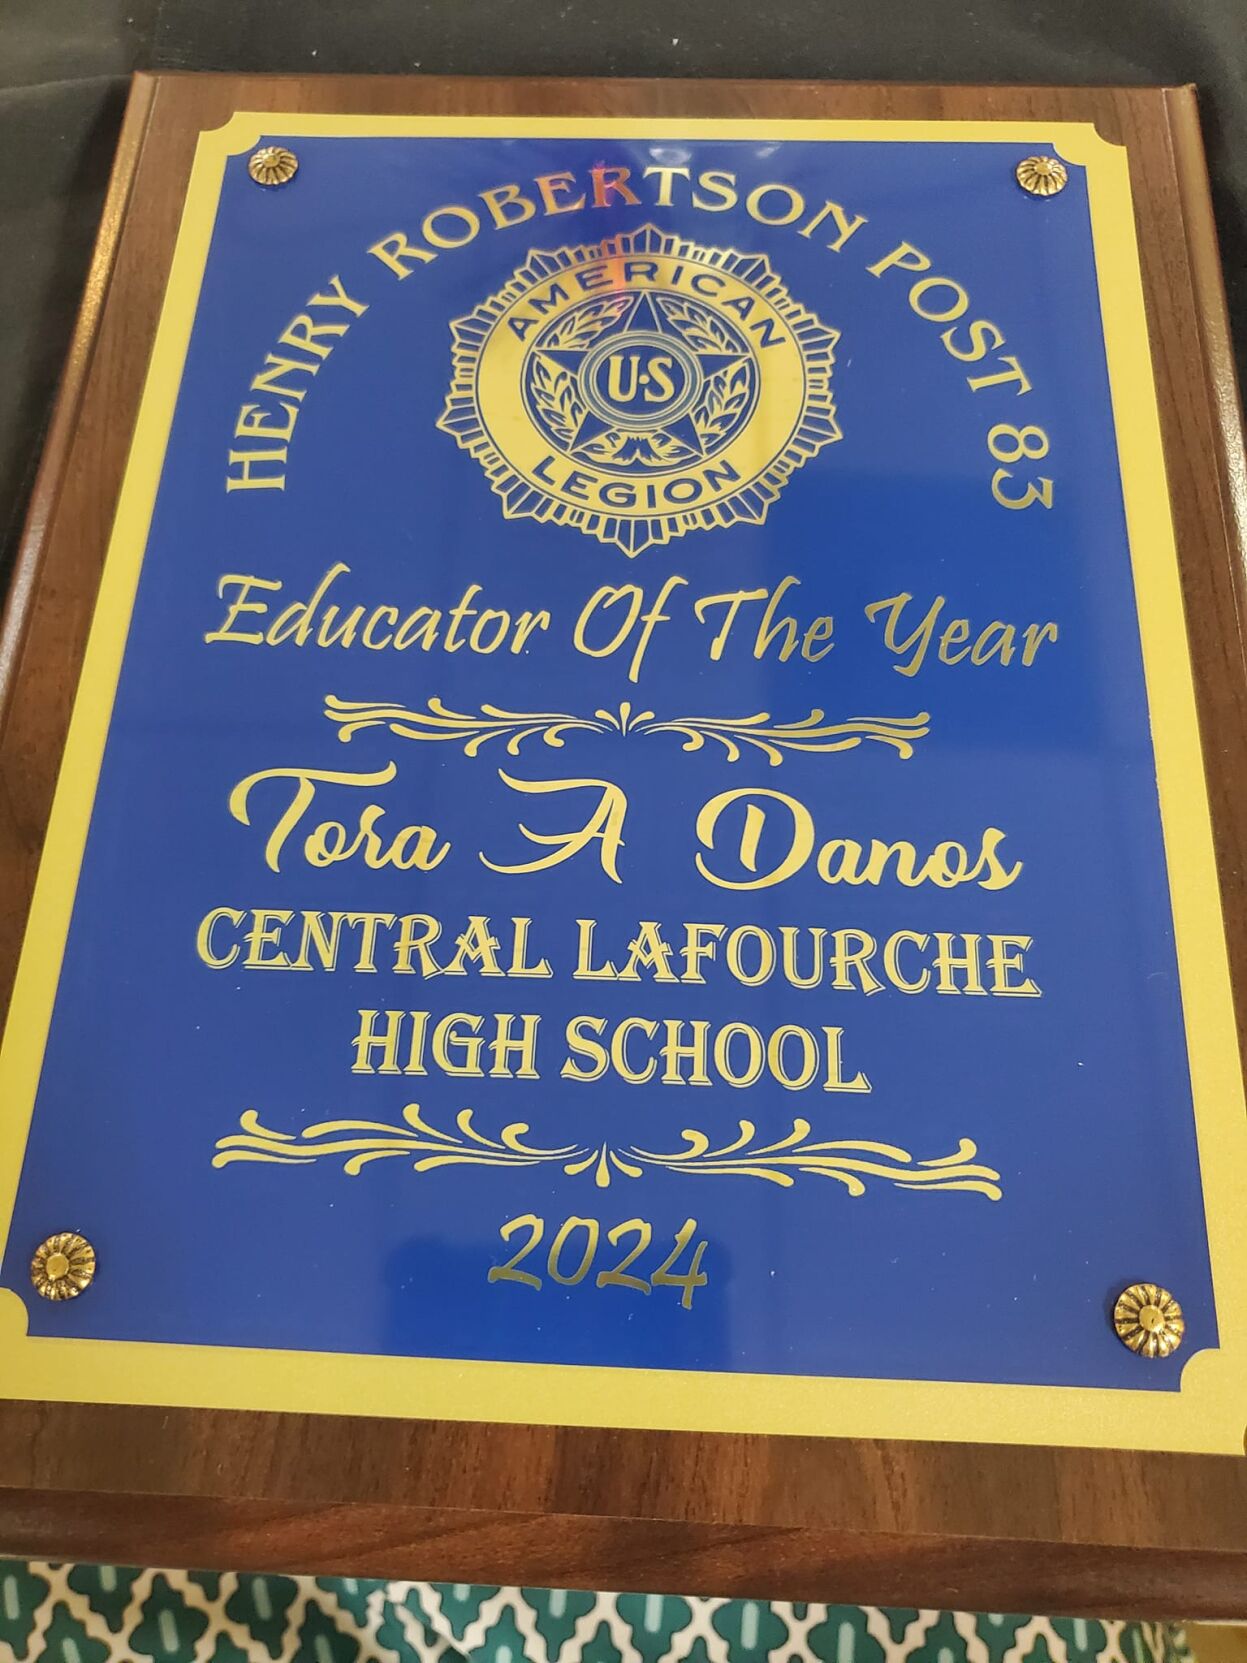 HENRY ROBERTSON POST 83
AMERICAN
U·S
LEGION
Educator Of The Year
Tora A Danos
CENTRAL LAFOURCHE
HIGH SCHOOL
2024